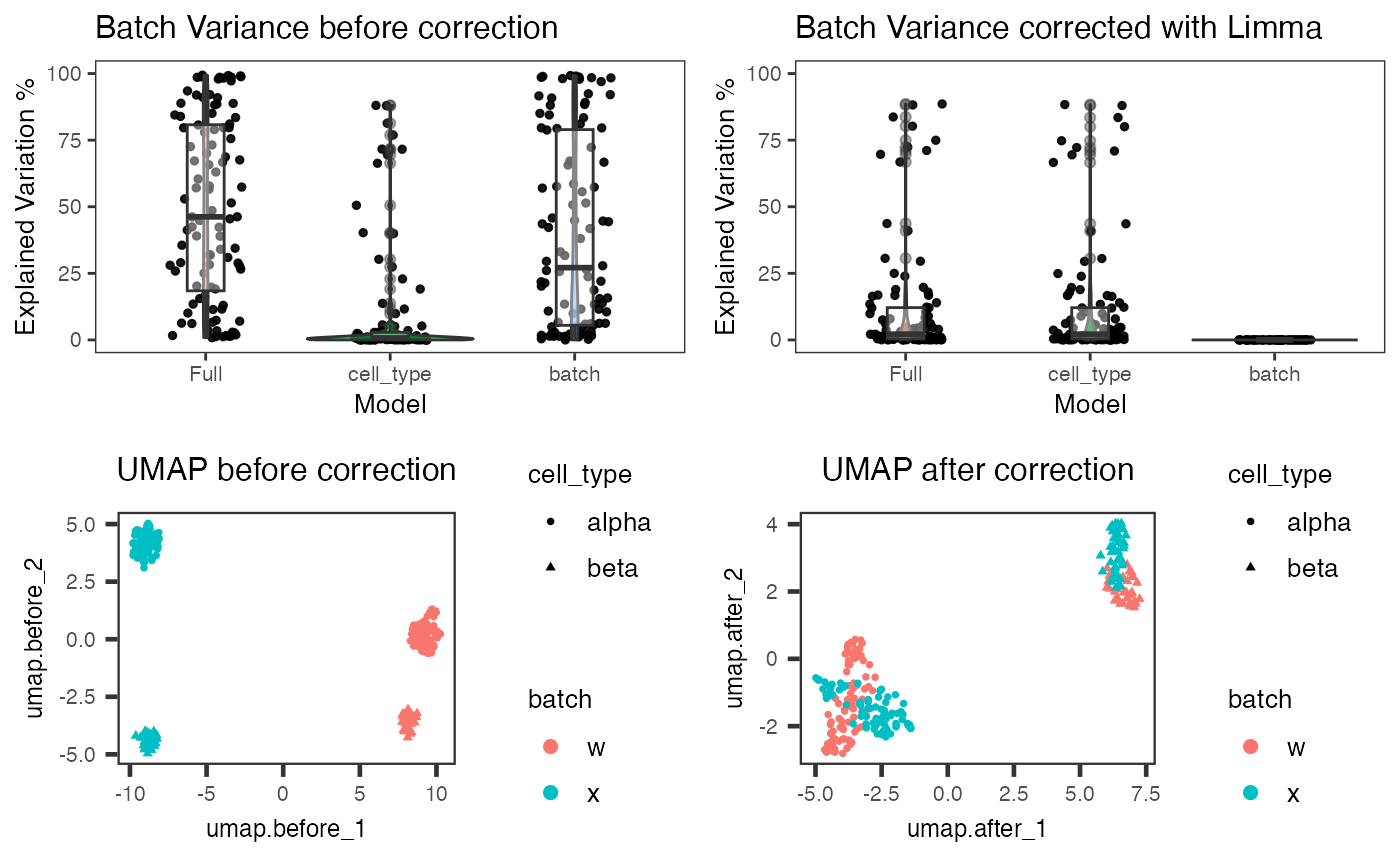 Batch Variance before correction
Explained Variation %
100
75
50
25
0
Full cell_type batch
Model
Batch Variance corrected with Limma
Explained Variation %
100
75
50
25
0
Full cell_type batch
Model
UMAP before correction
umap.before_2
5.0
2.5
0.0
-2.5
-5.0
-10 -5 0 5 10
umap.before_1
cell_type
alpha
beta
batch
w
x
UMAP after correction
umap.after_2
4
2
0
-2
-5.0 -2.5 0.0 2.5 5.0 7.5
umap.after_1
cell_type
alpha
beta
batch
w
x